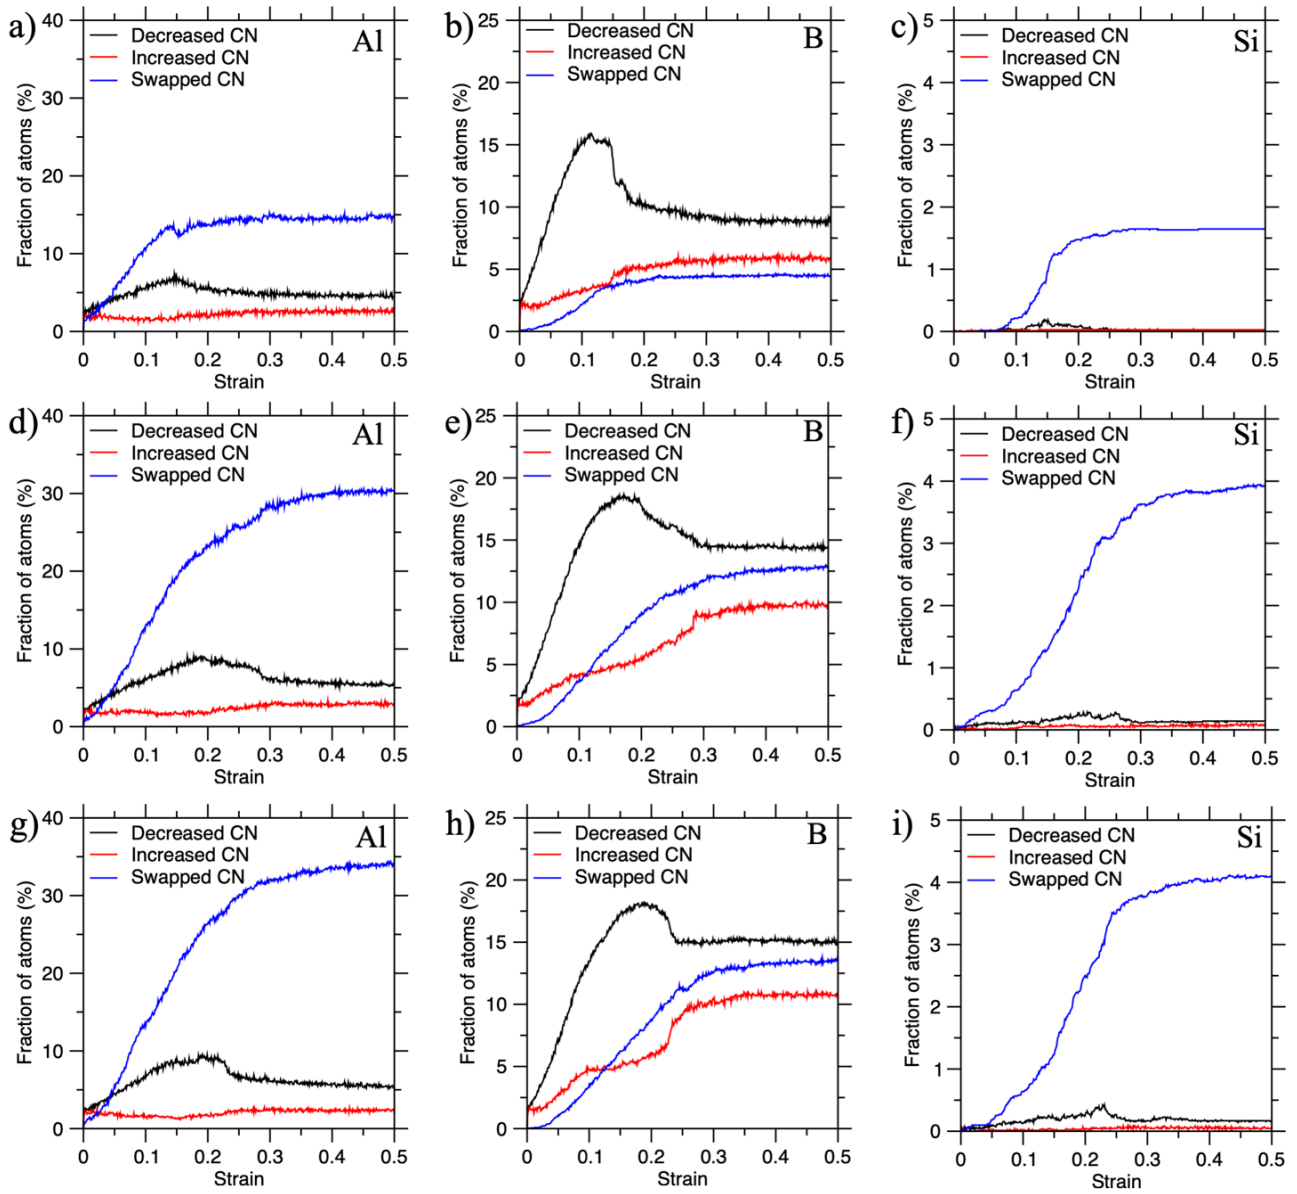 a)
Al
Decreased CN
Increased CN
Swapped CN
Fraction of atoms (%)
40
30
20
10
0
0 0.1 0.2 0.3 0.4 0.5
Strain
b)
B
Decreased CN
Increased CN
Swapped CN
Fraction of atoms (%)
25
20
15
10
5
0
0 0.1 0.2 0.3 0.4 0.5
Strain
c)
Si
Decreased CN
Increased CN
Swapped CN
Fraction of atoms (%)
5
4
3
2
1
0
0 0.1 0.2 0.3 0.4 0.5
Strain
d)
Al
Decreased CN
Increased CN
Swapped CN
Fraction of atoms (%)
40
30
20
10
0
0 0.1 0.2 0.3 0.4 0.5
Strain
e)
B
Decreased CN
Increased CN
Swapped CN
Fraction of atoms (%)
25
20
15
10
5
0
0 0.1 0.2 0.3 0.4 0.5
Strain
f)
Si
Decreased CN
Increased CN
Swapped CN
Fraction of atoms (%)
5
4
3
2
1
0
0 0.1 0.2 0.3 0.4 0.5
Strain
g)
Al
Decreased CN
Increased CN
Swapped CN
Fraction of atoms (%)
40
30
20
10
0
0 0.1 0.2 0.3 0.4 0.5
Strain
h)
B
Decreased CN
Increased CN
Swapped CN
Fraction of atoms (%)
25
20
15
10
5
0
0 0.1 0.2 0.3 0.4 0.5
Strain
i)
Si
Decreased CN
Increased CN
Swapped CN
Fraction of atoms (%)
5
4
3
2
1
0
0 0.1 0.2 0.3 0.4 0.5
Strain